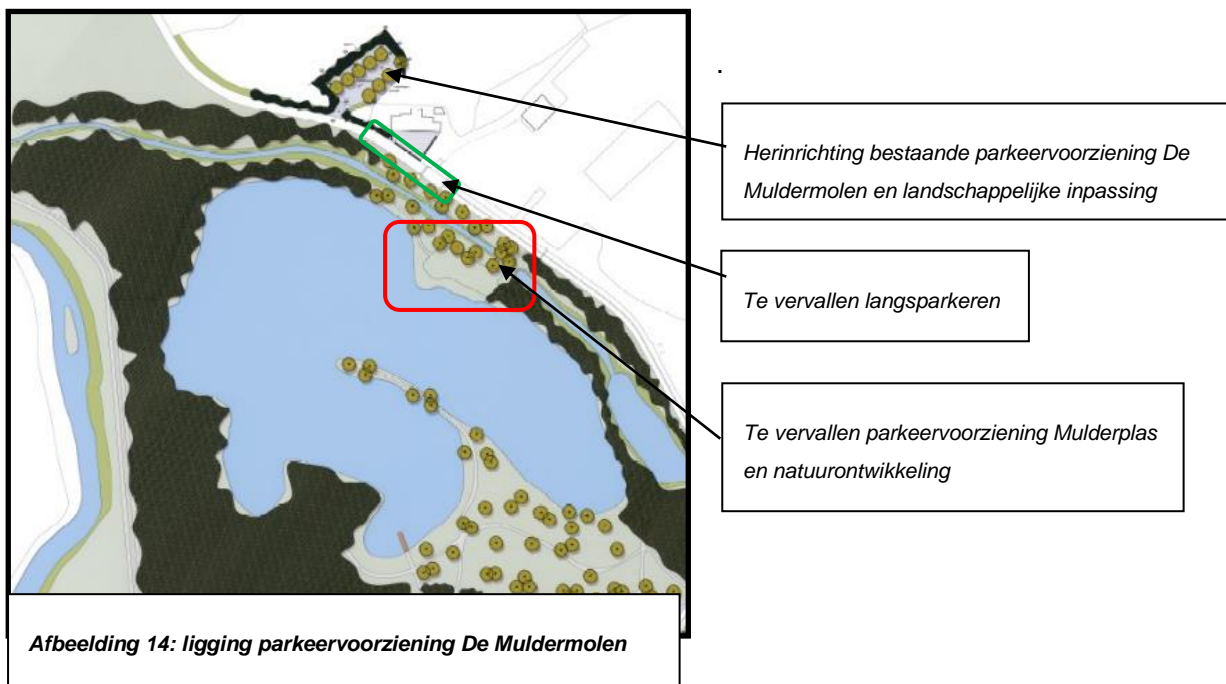 .
Herinrichting bestaande parkeervoorziening De
Muldermolen en landschappelijke inpassing
Te vervallen langsparkeren
Te vervallen parkeervoorziening Mulderplas
en natuurontwikkeling
Afbeelding 14: ligging parkeervoorziening De Muldermolen